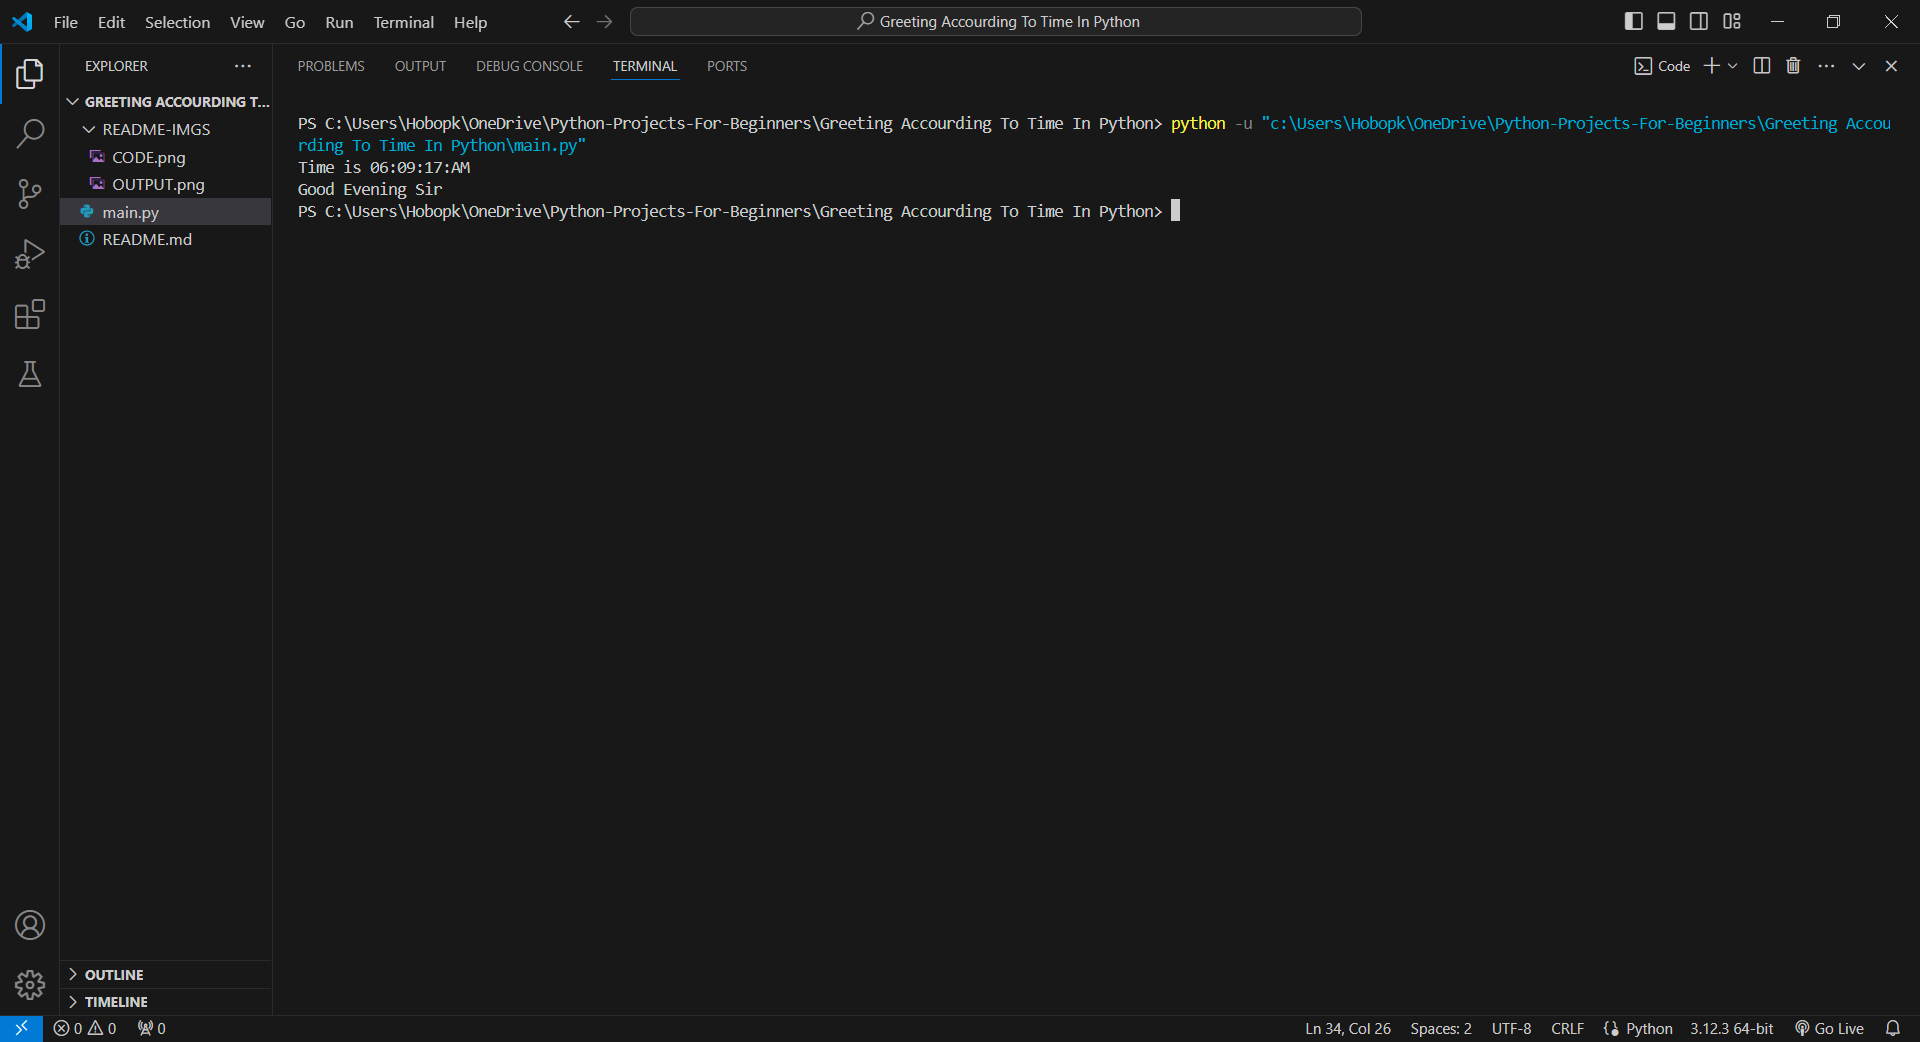 File Edit Selection View Go Run Terminal Help
Greeting Accourding To Time In Python
EXPLORER
GREETING ACCOURDING T...
README-IMGS
CODE.png
OUTPUT.png
main.py
README.md
OUTLINE
TIMELINE
PROBLEMS OUTPUT DEBUG CONSOLE TERMINAL PORTS
Code
PS C:\Users\Hobopk\OneDrive\Python-Projects-For-Beginners\Greeting Accourding To Time In Python> python -u "c:\Users\Hobopk\OneDrive\Python-Projects-For-Beginners\Greeting Accou
rding To Time In Python\main.py"
Time is 06:09:17:AM
Good Evening Sir
PS C:\Users\Hobopk\OneDrive\Python-Projects-For-Beginners\Greeting Accourding To Time In Python>
0 0 0
Ln 34, Col 26 Spaces: 2 UTF-8 CRLF Python 3.12.3 64-bit Go Live